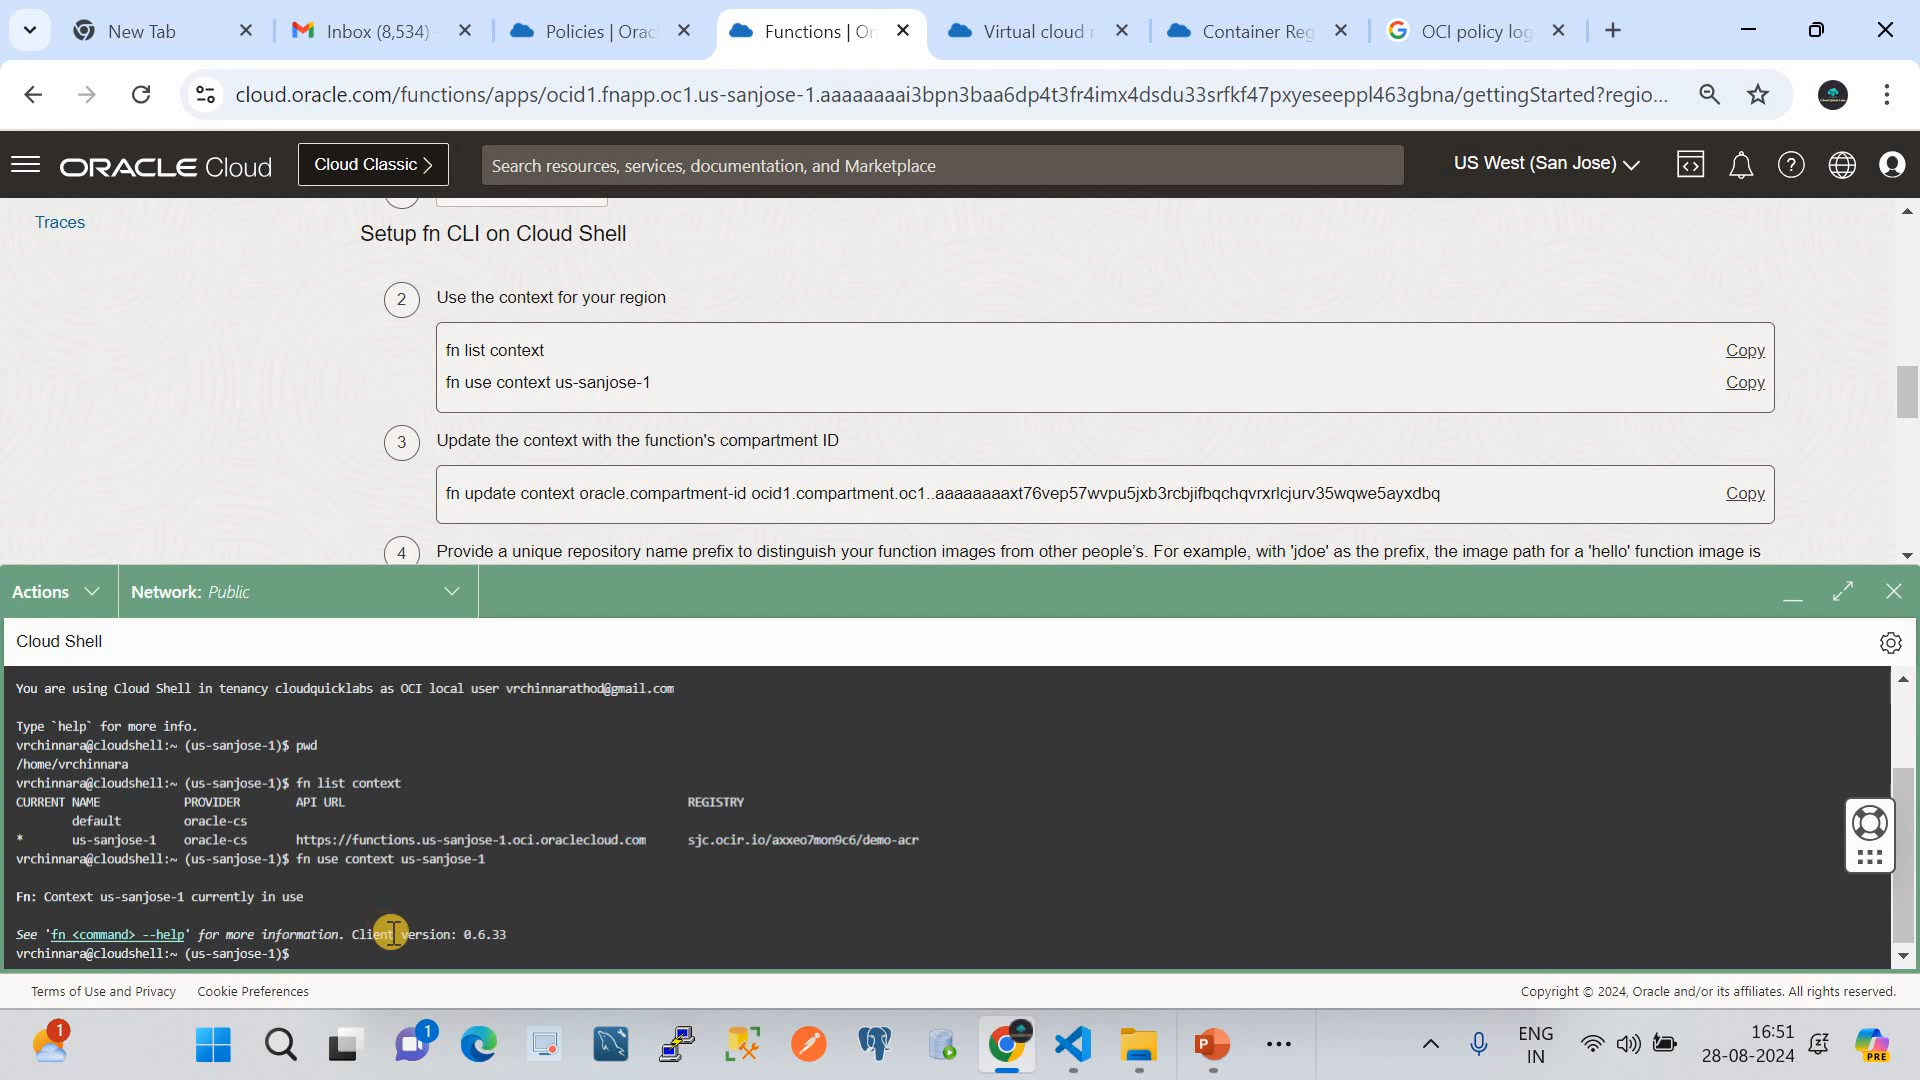 New Tab
Inbox (8,534)
Policies | Orac
Functions | Or
Virtual cloud
Container Reg
OCI policy log
cloud.oracle.com/functions/apps/ocid1.fnapp.oc1.us-sanjose-1.aaaaaaaai3bpn3baa6dp4t3fr4imx4dsdu33srfkf47pxyeseeppl463gbna/gettingStarted?regio...
ORACLE Cloud
Cloud Classic
Search resources, services, documentation, and Marketplace
US West (San Jose)
Traces
Setup fn CLI on Cloud Shell
2 Use the context for your region
fn list context Copy
fn use context us-sanjose-1 Copy
3 Update the context with the function's compartment ID
fn update context oracle.compartment-id ocid1.compartment.oc1..aaaaaaaaxt76vep57wvpu5jxb3rcbjifbqchqvrxrlcjurv35wqwe5ayxdbq Copy
4 Provide a unique repository name prefix to distinguish your function images from other people's. For example, with 'jdoe' as the prefix, the image path for a 'hello' function image is
Actions
Network: Public
Cloud Shell
You are using Cloud Shell in tenancy cloudquicklabs as OCI local user vrchinnarathod@gmail.com
Type `help` for more info.
vrchinnara@cloudshell:~ (us-sanjose-1)$ pwd
/home/vrchinnara
vrchinnara@cloudshell:~ (us-sanjose-1)$ fn list context
CURRENT NAME PROVIDER API URL REGISTRY
default oracle-cs
* us-sanjose-1 oracle-cs https://functions.us-sanjose-1.oci.oraclecloud.com sjc.ocir.io/axxeo7mon9c6/demo-acr
vrchinnara@cloudshell:~ (us-sanjose-1)$ fn use context us-sanjose-1
Fn: Context us-sanjose-1 currently in use
See 'fn <command> --help' for more information. Client version: 0.6.33
vrchinnara@cloudshell:~ (us-sanjose-1)$
Terms of Use and Privacy
Cookie Preferences
Copyright © 2024, Oracle and/or its affiliates. All rights reserved.
1
1
ENG
IN
16:51
28-08-2024
PRE